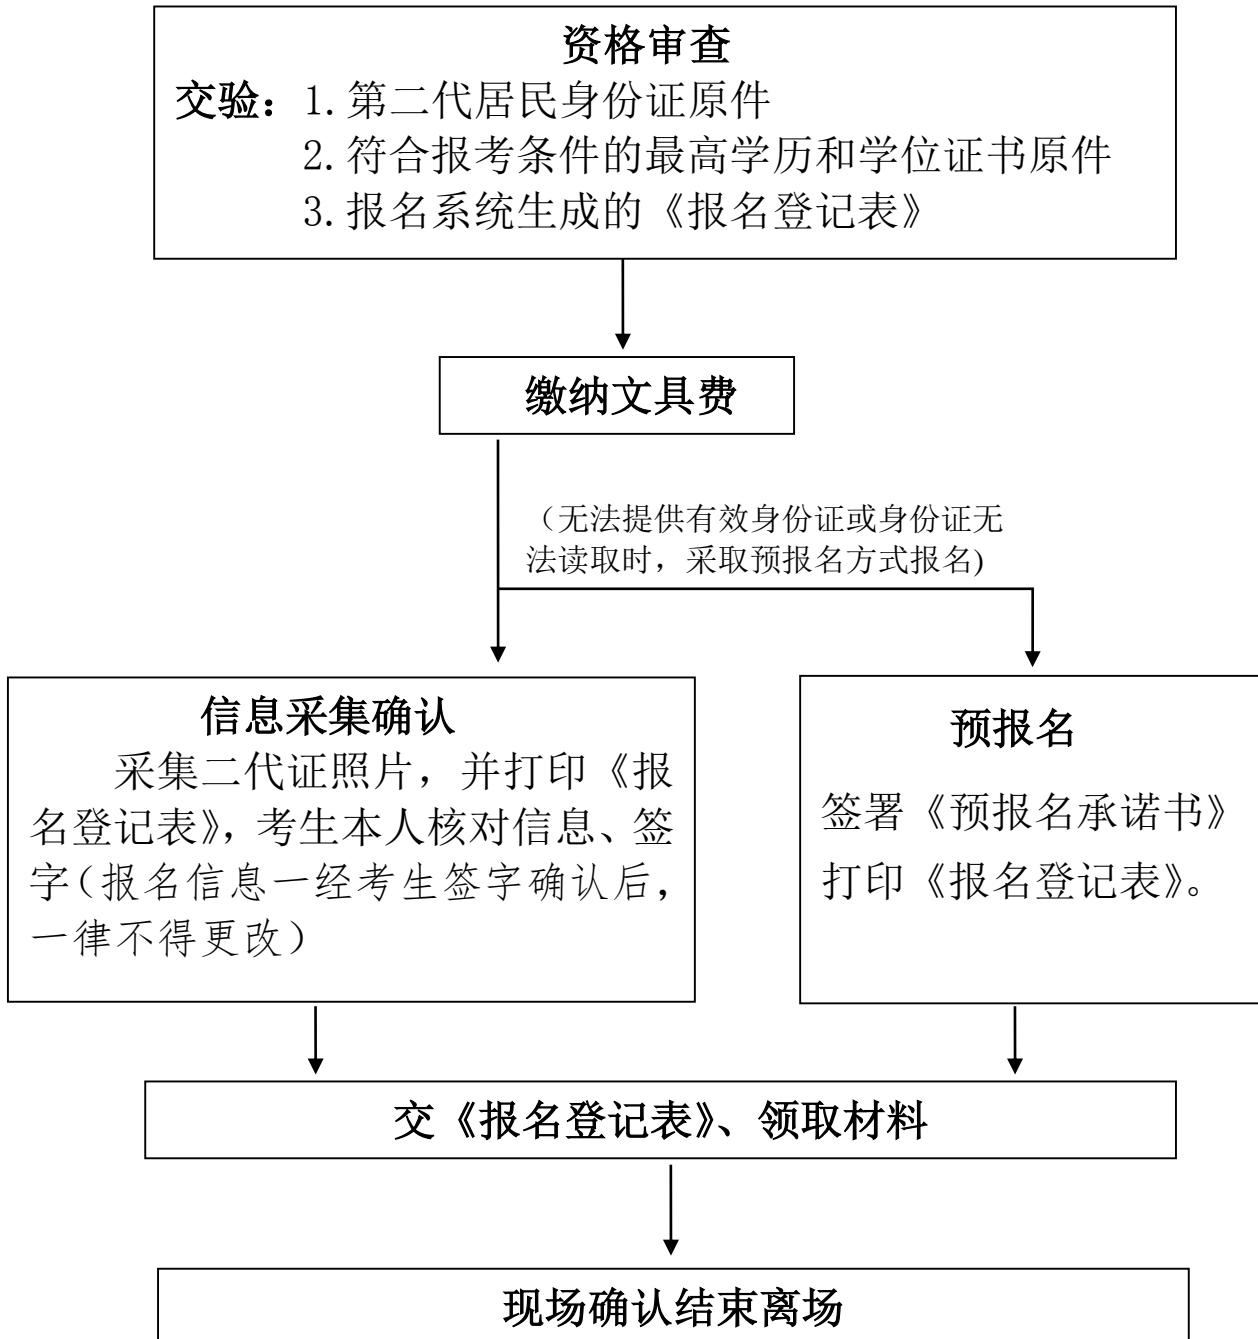 资格审查
交验：1.第二代居民身份证原件
2.符合报考条件的最高学历和学位证书原件
3.报名系统生成的《报名登记表》
缴纳文具费
（无法提供有效身份证或身份证无
法读取时，采取预报名方式报名)
信息采集确认
采集二代证照片，并打印《报
名登记表》，考生本人核对信息、签
字（报名信息一经考生签字确认后，
一律不得更改）
预报名
签署《预报名承诺书》
打印《报名登记表》。
交《报名登记表》、领取材料
现场确认结束离场